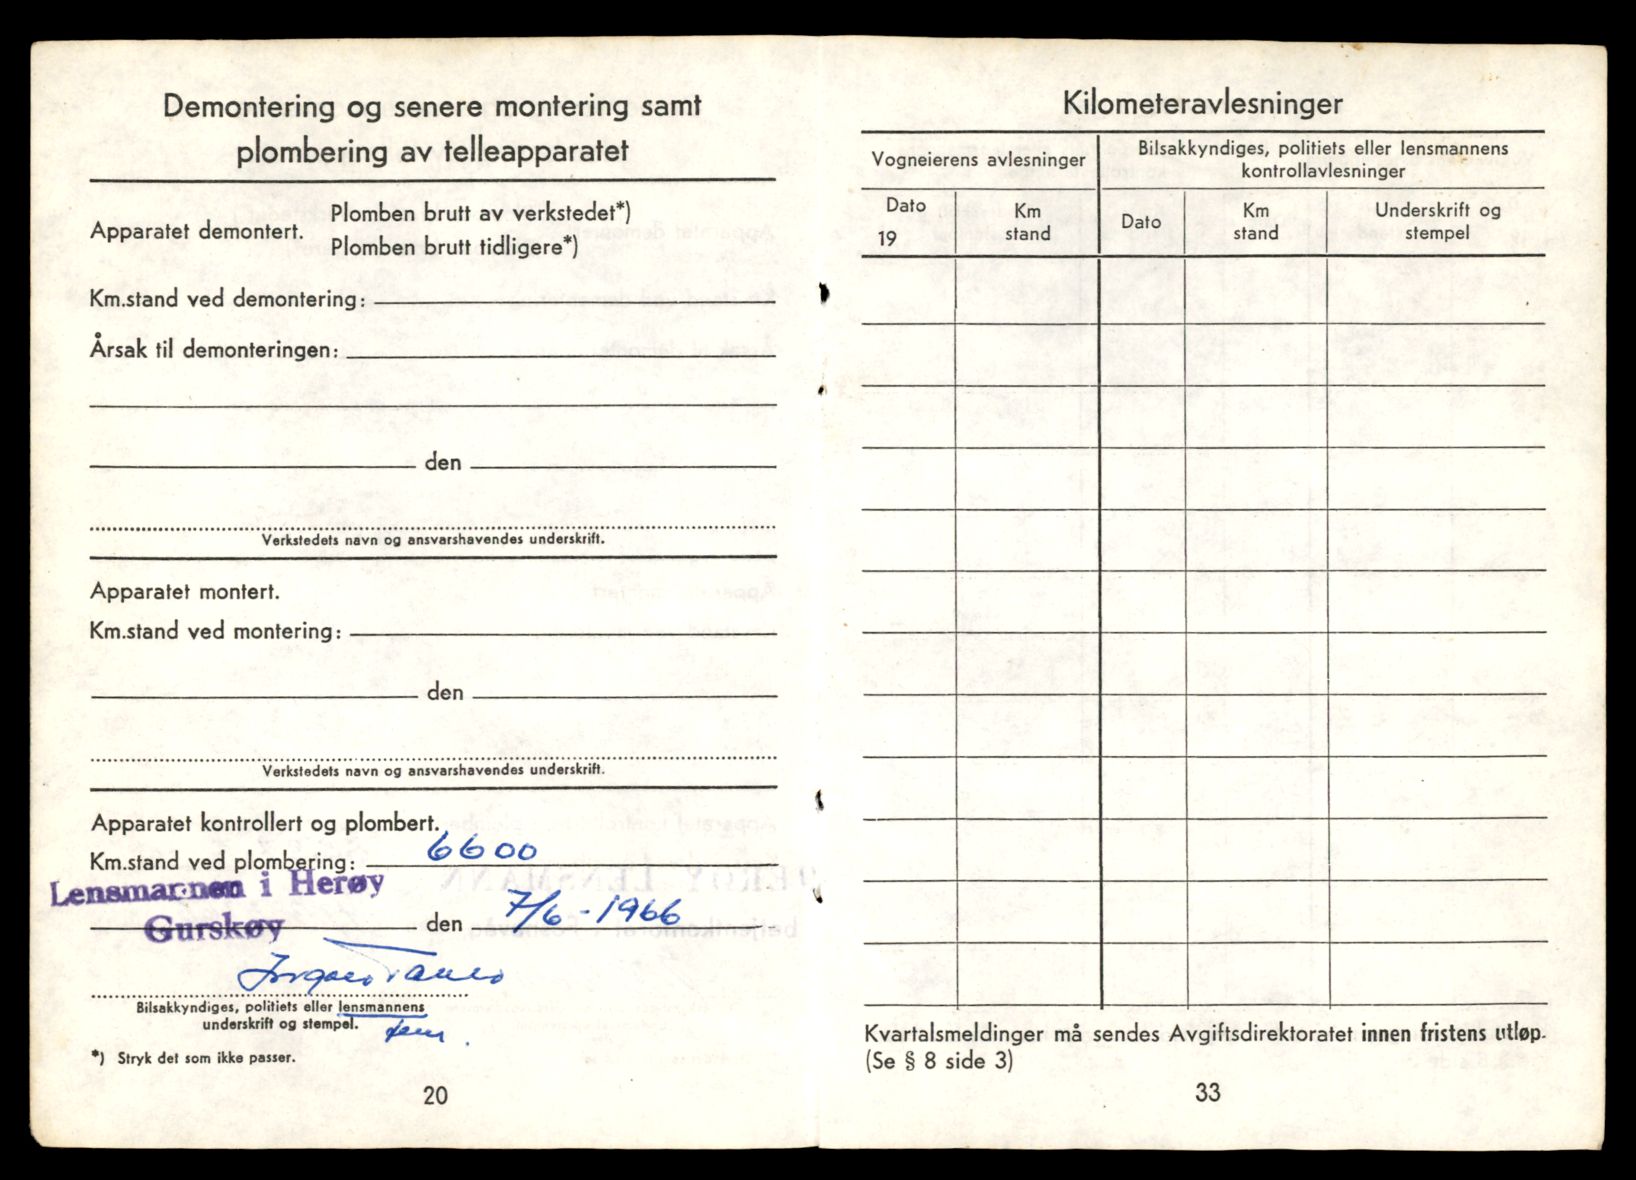 Demontering og senere montering samt
plombering av telleapparatet
Apparatet demontert.
Plomben brutt av verkstedet*)
Plomben brutt tidligere*)
Km.stand ved demontering:
Årsak til demonteringen:
den
Verkstedets navn og ansvarshavendes underskrift.
Apparatet montert.
Km.stand ved montering:
den
Verkstedets navn og ansvarshavendes underskrift.
Apparatet kontrollert og plombert.
Km.stand ved plombering: 6600
Lensmannen i Herøy
Gurskøy den 7/6-1966
Bilsakkyndiges, politiets eller lensmannens
underskrift og stempel.
*) Stryk det som ikke passer.
20
Kilometeravlesninger
Vogneierens avlesninger
Bilsakkyndiges, politiets eller lensmannens
kontrollavlesninger
Dato
19
Km
stand
Dato
Km
stand
Underskrift og
stempel
Kvartalsmeldinger må sendes Avgiftsdirektoratet innen fristens utløp.
(Se § 8 side 3)
33